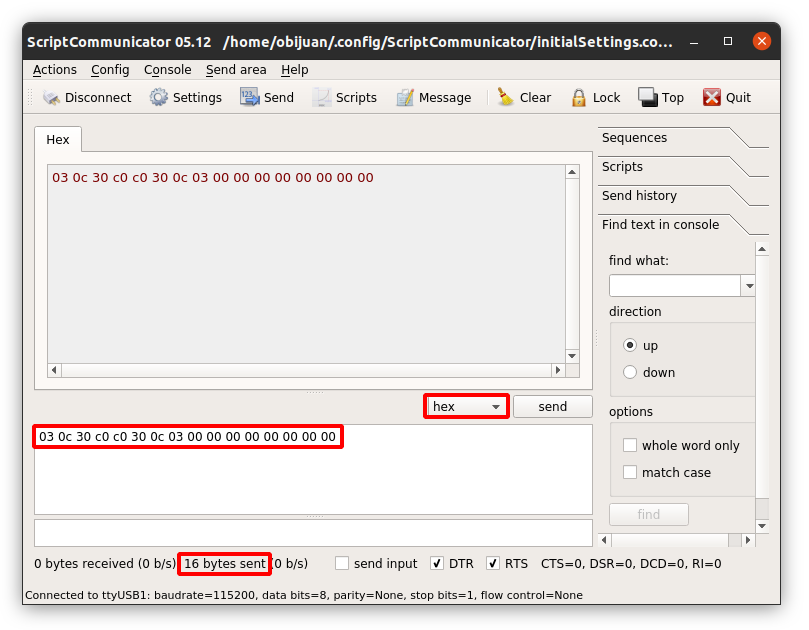 ScriptCommunicator 05.12 /home/obijuan/.config/ScriptCommunicator/initialSettings.co...
Actions Config Console Send area Help
Disconnect Settings Send Scripts Message Clear Lock Top Quit
Hex
03 0c 30 c0 c0 30 0c 03 00 00 00 00 00 00 00 00
Sequences
Scripts
Send history
Find text in console
find what:
direction
up
down
options
whole word only
match case
find
hex send
03 0c 30 c0 c0 30 0c 03 00 00 00 00 00 00 00 00
0 bytes received (0 b/s) 16 bytes sent (0 b/s) send input DTR RTS CTS=0, DSR=0, DCD=0, RI=0
Connected to ttyUSB1: baudrate=115200, data bits=8, parity=None, stop bits=1, flow control=None